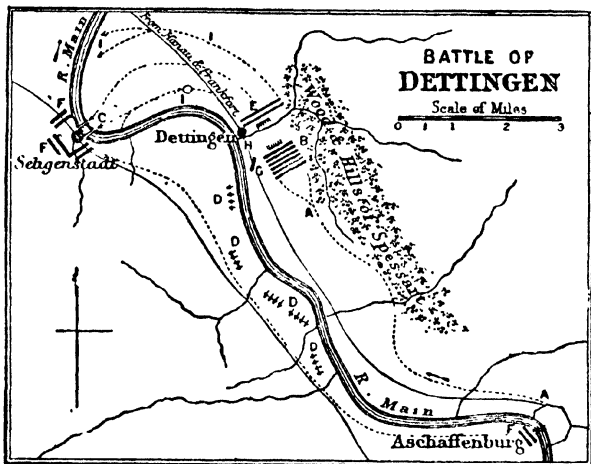 BATTLE OF
DETTINGEN
Scale of Miles
0 1 2 3
R. Main
From Hanau & Frankfort
I
I
F
C
F
Seligenstadt
Dettingen
E
H
G
B
Wood
Hills of Spessart
A
D
D
D
D
R. Main
A
Aschaffenburg
F